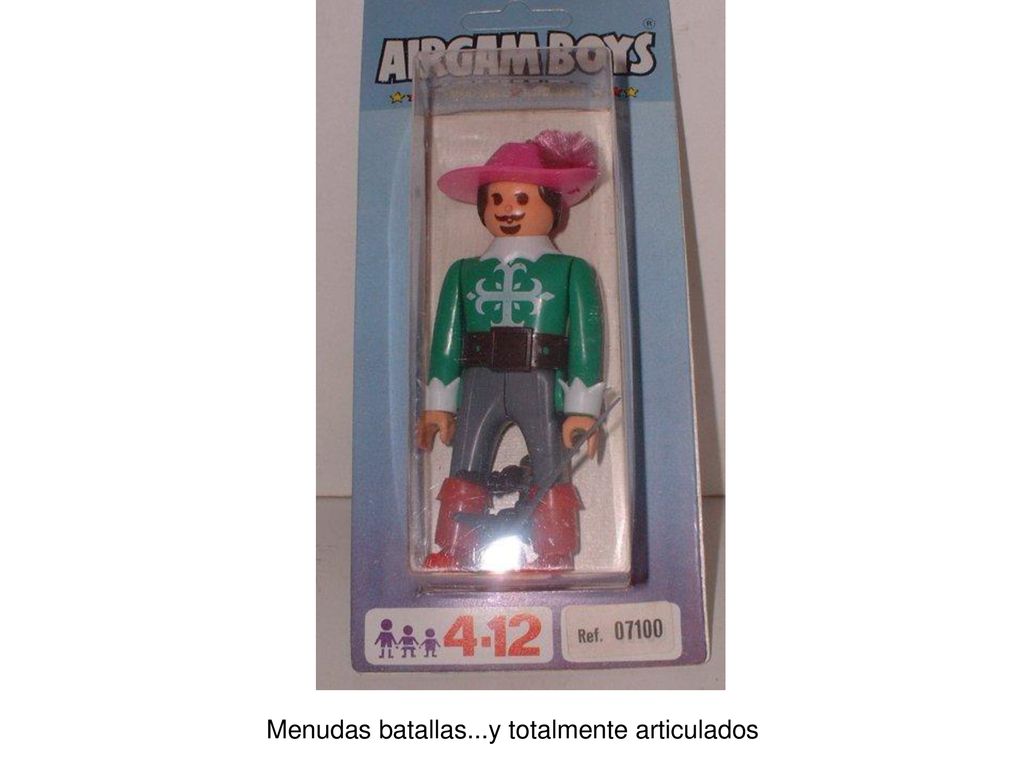 AIRGAM BOYS ®
4-12
Ref. 07100
Menudas batallas...y totalmente articulados